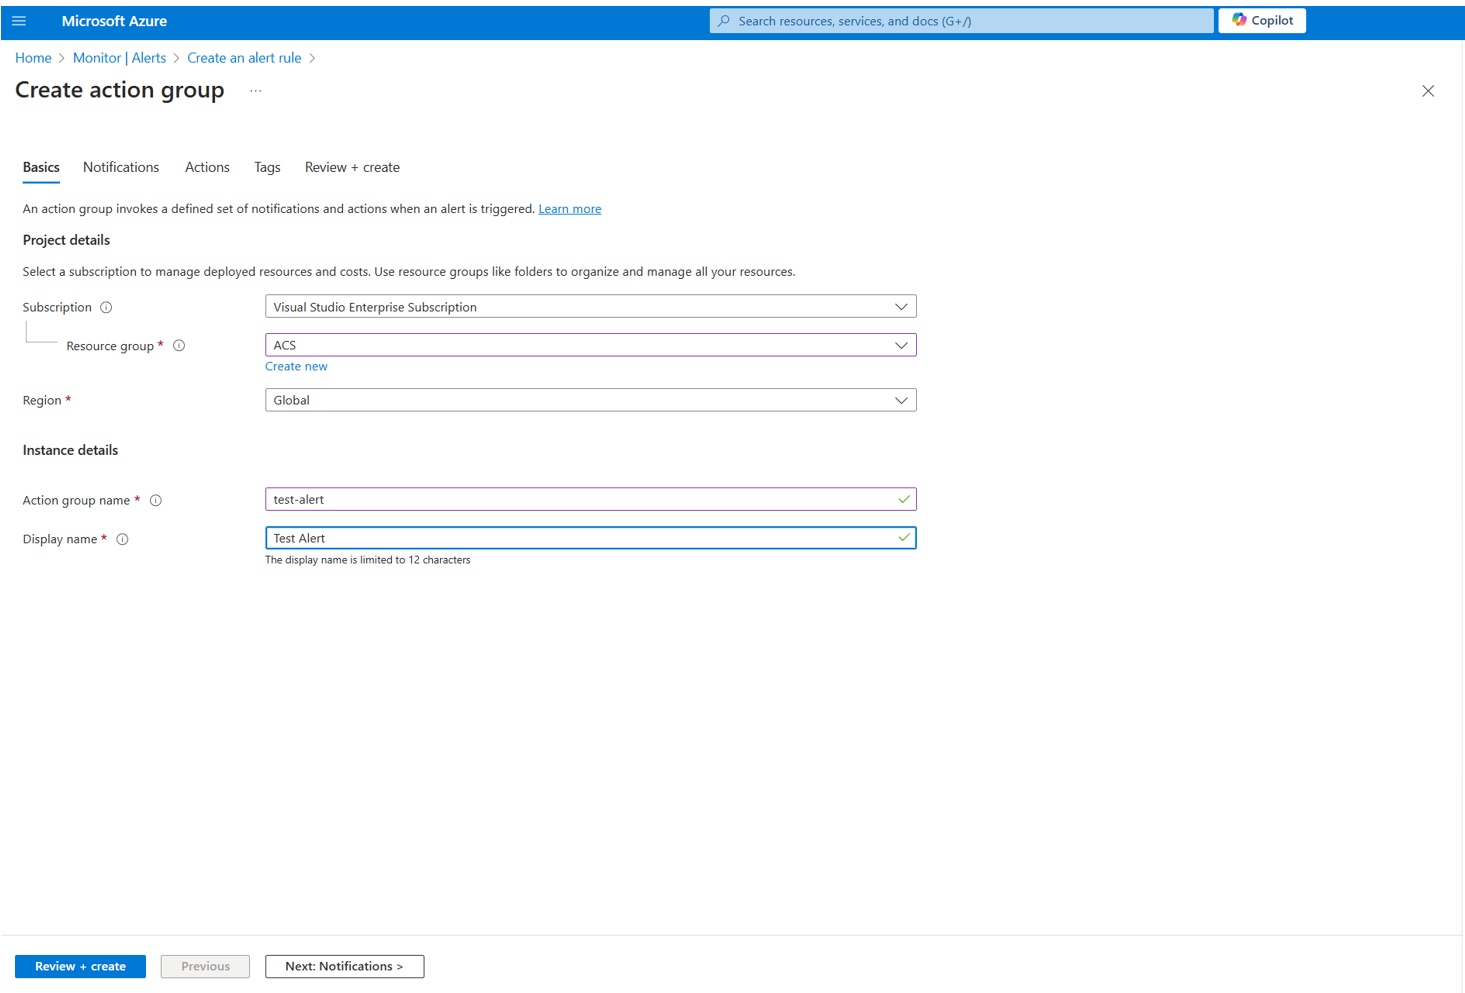 Microsoft Azure
Search resources, services, and docs (G+/)
Copilot
Home > Monitor | Alerts > Create an alert rule >
Create action group ...
Basics Notifications Actions Tags Review + create
An action group invokes a defined set of notifications and actions when an alert is triggered. Learn more
Project details
Select a subscription to manage deployed resources and costs. Use resource groups like folders to organize and manage all your resources.
Subscription
Visual Studio Enterprise Subscription
Resource group *
ACS
Create new
Region *
Global
Instance details
Action group name *
test-alert
Display name *
Test Alert
The display name is limited to 12 characters
Review + create
Previous
Next: Notifications >